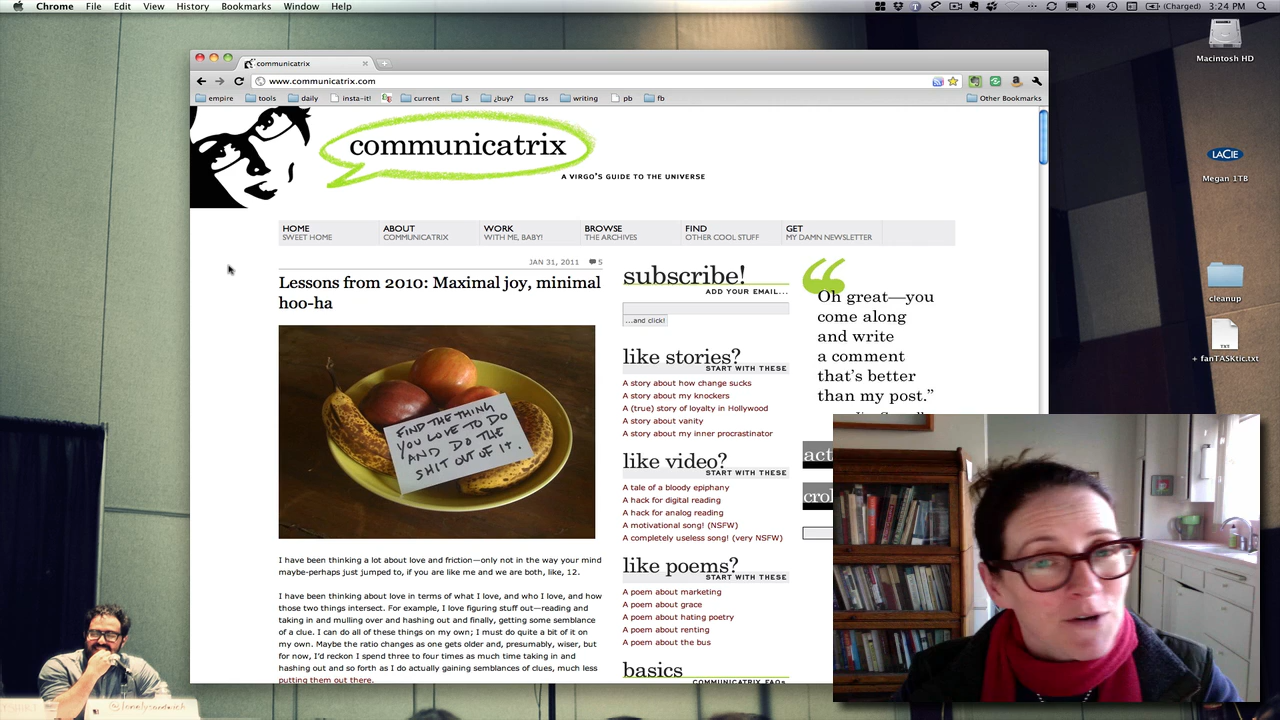 Chrome File Edit View History Bookmarks Window Help
(Charged) 3:24 PM
Macintosh HD
communicatrix
www.communicatrix.com
empire tools daily insta-it! current $ ¿buy? rss writing pb fb Other Bookmarks
communicatrix
A VIRGO'S GUIDE TO THE UNIVERSE
LACIE
Megan 1TB
HOME ABOUT WORK BROWSE FIND GET
SWEET HOME COMMUNICATRIX WITH ME, BABY! THE ARCHIVES OTHER COOL STUFF MY DAMN NEWSLETTER
JAN 31, 2011 5
Lessons from 2010: Maximal joy, minimal
hoo-ha
FIND THE THING
YOU LOVE TO DO
AND DO THE
SHIT OUT OF IT.
I have been thinking a lot about love and friction—only not in the way your mind
maybe-perhaps just jumped to, if you are like me and we are both, like, 12.
I have been thinking about love in terms of what I love, and who I love, and how
those two things intersect. For example, I love figuring stuff out—reading and
taking in and mulling over and hashing out and finally, getting some semblance
of a clue. I can do all of these things on my own; I must do quite a bit of it on
my own. Maybe the ratio changes as one gets older and, presumably, wiser, but
for now, I'd reckon I spend three to four times as much time taking in and
hashing out and so forth as I do actually gaining semblances of clues, much less
putting them out there.
subscribe!
ADD YOUR EMAIL...
...and click!
like stories?
START WITH THESE
A story about how change sucks
A story about my knockers
A (true) story of loyalty in Hollywood
A story about vanity
A story about my inner procrastinator
like video?
START WITH THESE
A tale of a bloody epiphany
A hack for digital reading
A hack for analog reading
A motivational song! (NSFW)
A completely useless song! (very NSFW)
like poems?
START WITH THESE
A poem about marketing
A poem about grace
A poem about hating poetry
A poem about renting
A poem about the bus
basics
COMMUNICATRIX FAQs
“
Oh great—you
come along
and write
a comment
that's better
than my post.”
act
cro
cleanup
TXT
+ fanTASKtic.txt
@lonelysandwich